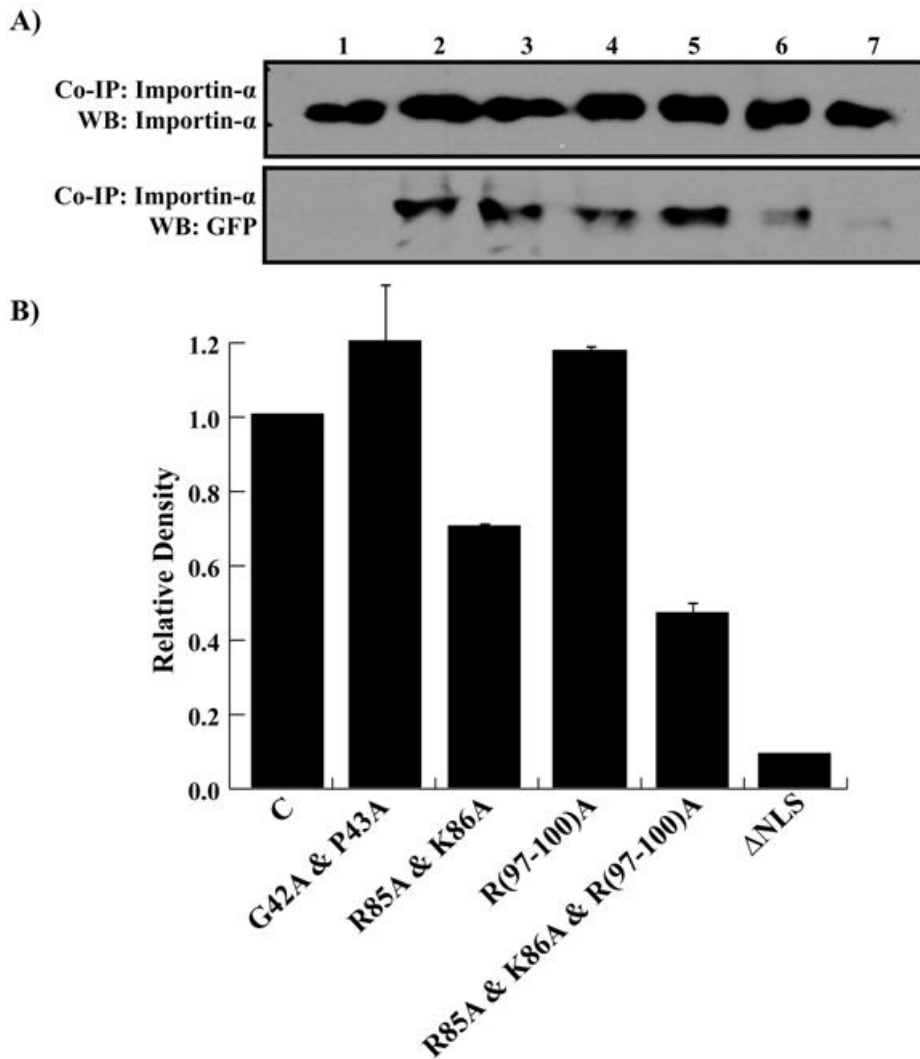 A)
1 2 3 4 5 6 7
Co-IP: Importin-α
WB: Importin-α
Co-IP: Importin-α
WB: GFP
B)
1.2
1.0
0.8
0.6
0.4
0.2
0.0
Relative Density
C
G42A & P43A
R85A & K86A
R(97-100)A
R85A & K86A & R(97-100)A
ΔNLS